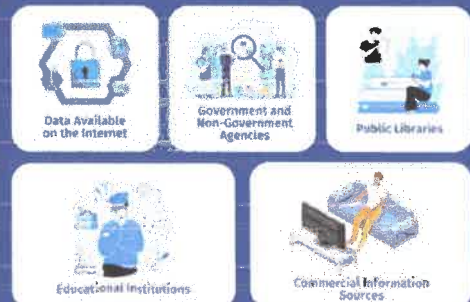 Data Available
on the Internet
Government and
Non-Government
Agencies
Public Libraries
Educational Institutions
Commercial Information
Sources